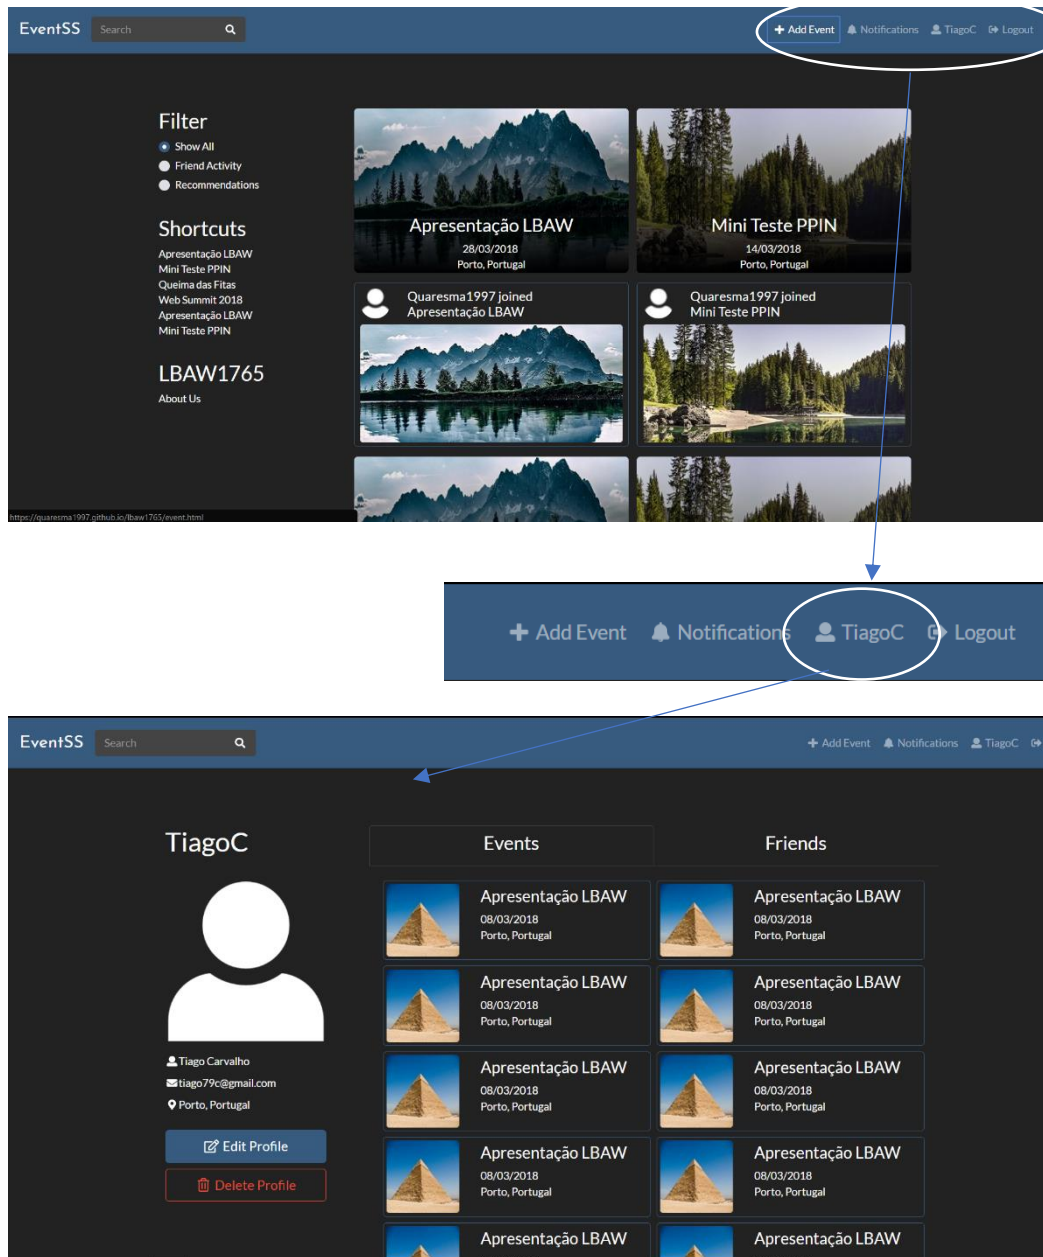 EventSS
Search
Add Event
Notifications
TiagoC
Logout
Filter
Show All
Friend Activity
Recommendations
Shortcuts
Apresentação LBAW
Mini Teste PPIN
Queima das Fitas
Web Summit 2018
Apresentação LBAW
Mini Teste PPIN
LBAW1765
About Us
Apresentação LBAW
28/03/2018
Porto, Portugal
Mini Teste PPIN
14/03/2018
Porto, Portugal
Quaresma1997 joined
Apresentação LBAW
Quaresma1997 joined
Mini Teste PPIN
https://quaresma1997.github.io/lbaw1765/event.html
Add Event
Notifications
TiagoC
Logout
EventSS
Search
Add Event
Notifications
TiagoC
TiagoC
Tiago Carvalho
tiago79c@gmail.com
Porto, Portugal
Edit Profile
Delete Profile
Events
Friends
Apresentação LBAW
08/03/2018
Porto, Portugal
Apresentação LBAW
08/03/2018
Porto, Portugal
Apresentação LBAW
08/03/2018
Porto, Portugal
Apresentação LBAW
08/03/2018
Porto, Portugal
Apresentação LBAW
08/03/2018
Porto, Portugal
Apresentação LBAW
08/03/2018
Porto, Portugal
Apresentação LBAW
08/03/2018
Porto, Portugal
Apresentação LBAW
08/03/2018
Porto, Portugal
Apresentação LBAW
Apresentação LBAW